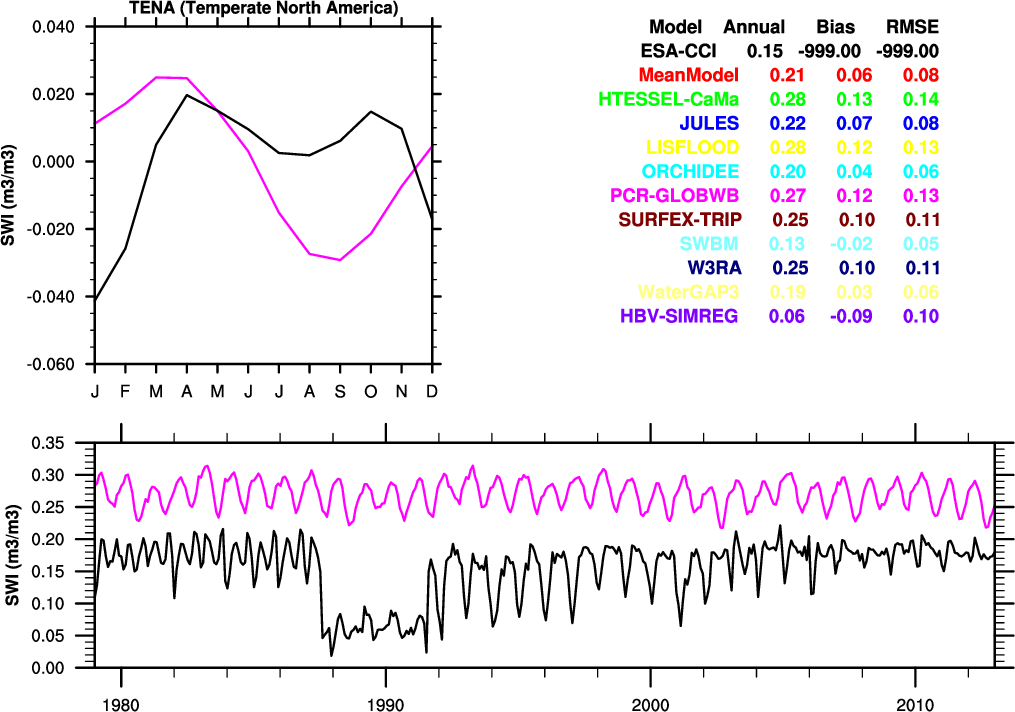 TENA (Temperate North America)
0.040
0.020
0.000
-0.020
-0.040
-0.060
SWI (m3/m3)
J F M A M J J A S O N D
Model Annual Bias RMSE
ESA-CCI 0.15 -999.00 -999.00
MeanModel 0.21 0.06 0.08
HTESSEL-CaMa 0.28 0.13 0.14
JULES 0.22 0.07 0.08
LISFLOOD 0.28 0.12 0.13
ORCHIDEE 0.20 0.04 0.06
PCR-GLOBWB 0.27 0.12 0.13
SURFEX-TRIP 0.25 0.10 0.11
SWBM 0.13 -0.02 0.05
W3RA 0.25 0.10 0.11
WaterGAP3 0.19 0.03 0.06
HBV-SIMREG 0.06 -0.09 0.10
0.35
0.30
0.25
0.20
0.15
0.10
0.05
0.00
SWI (m3/m3)
1980 1990 2000 2010